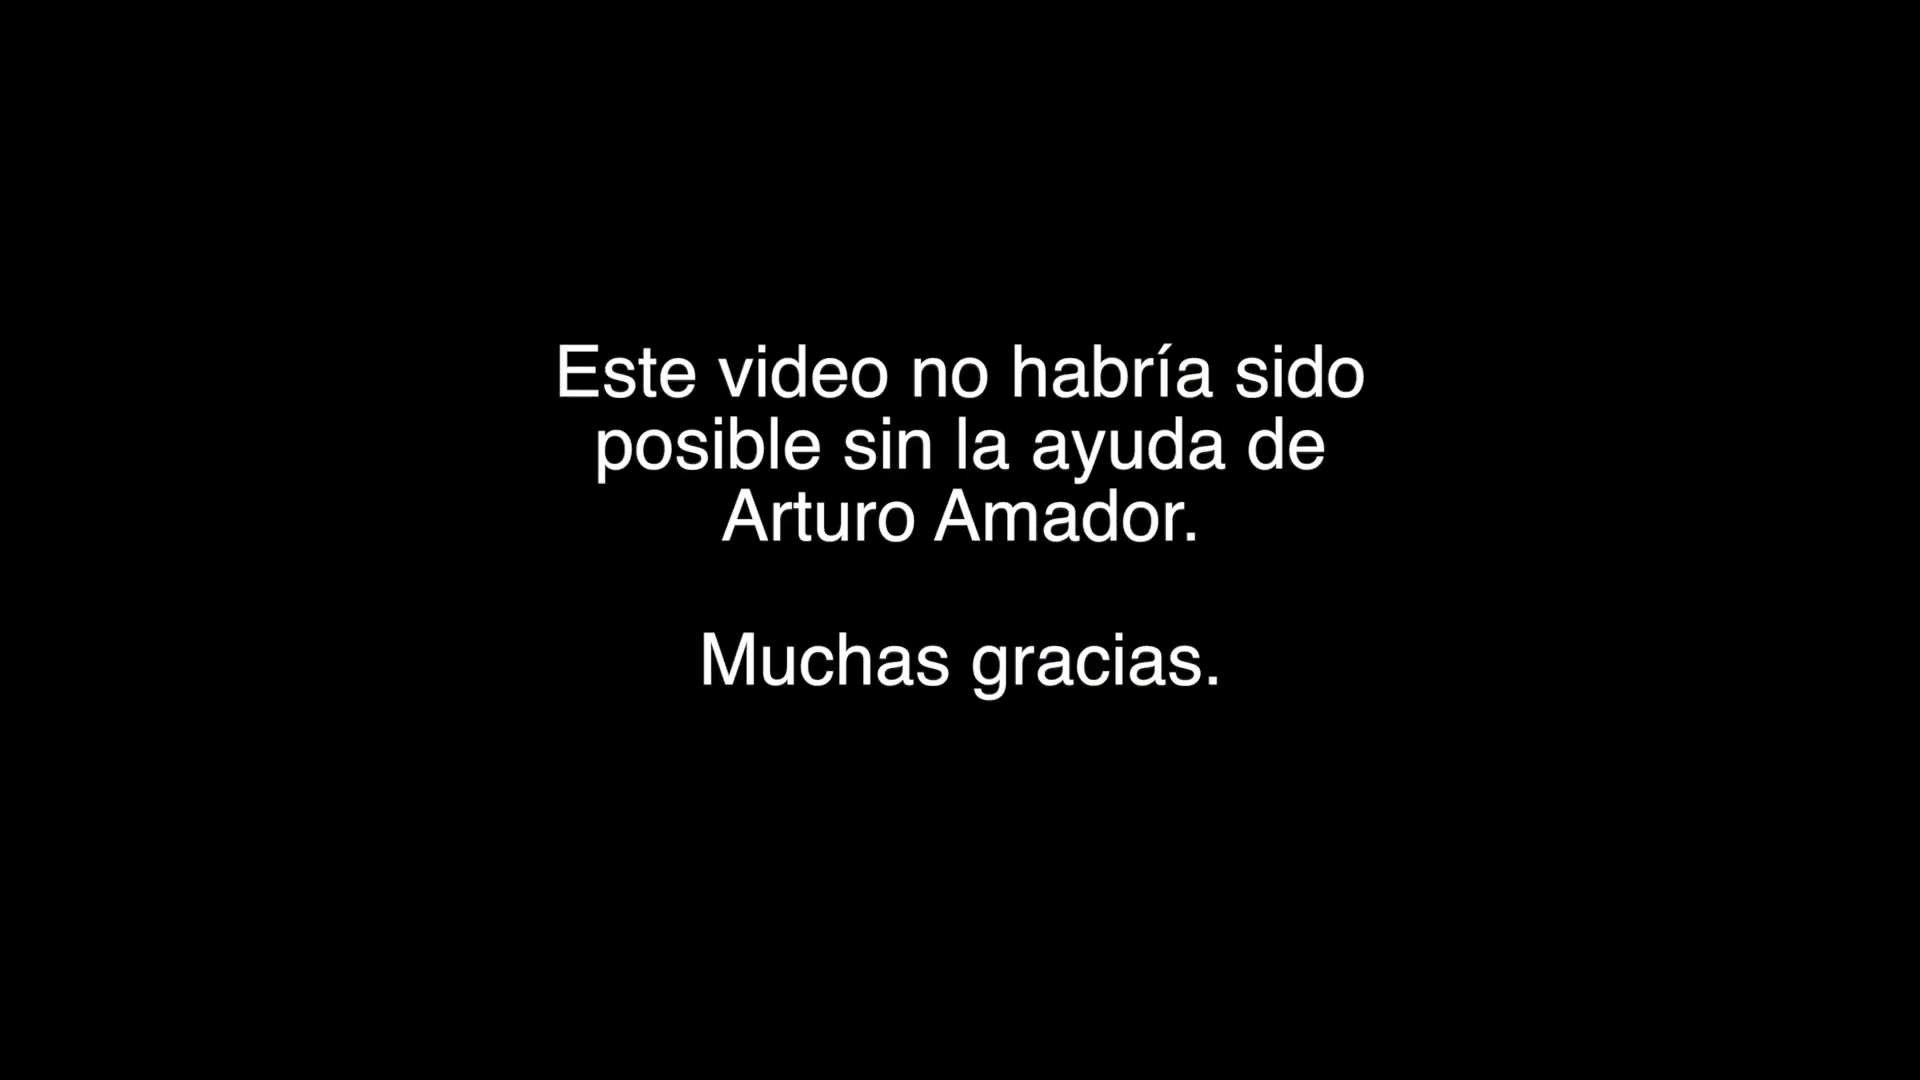 Este video no habría sido
posible sin la ayuda de
Arturo Amador.
Muchas gracias.